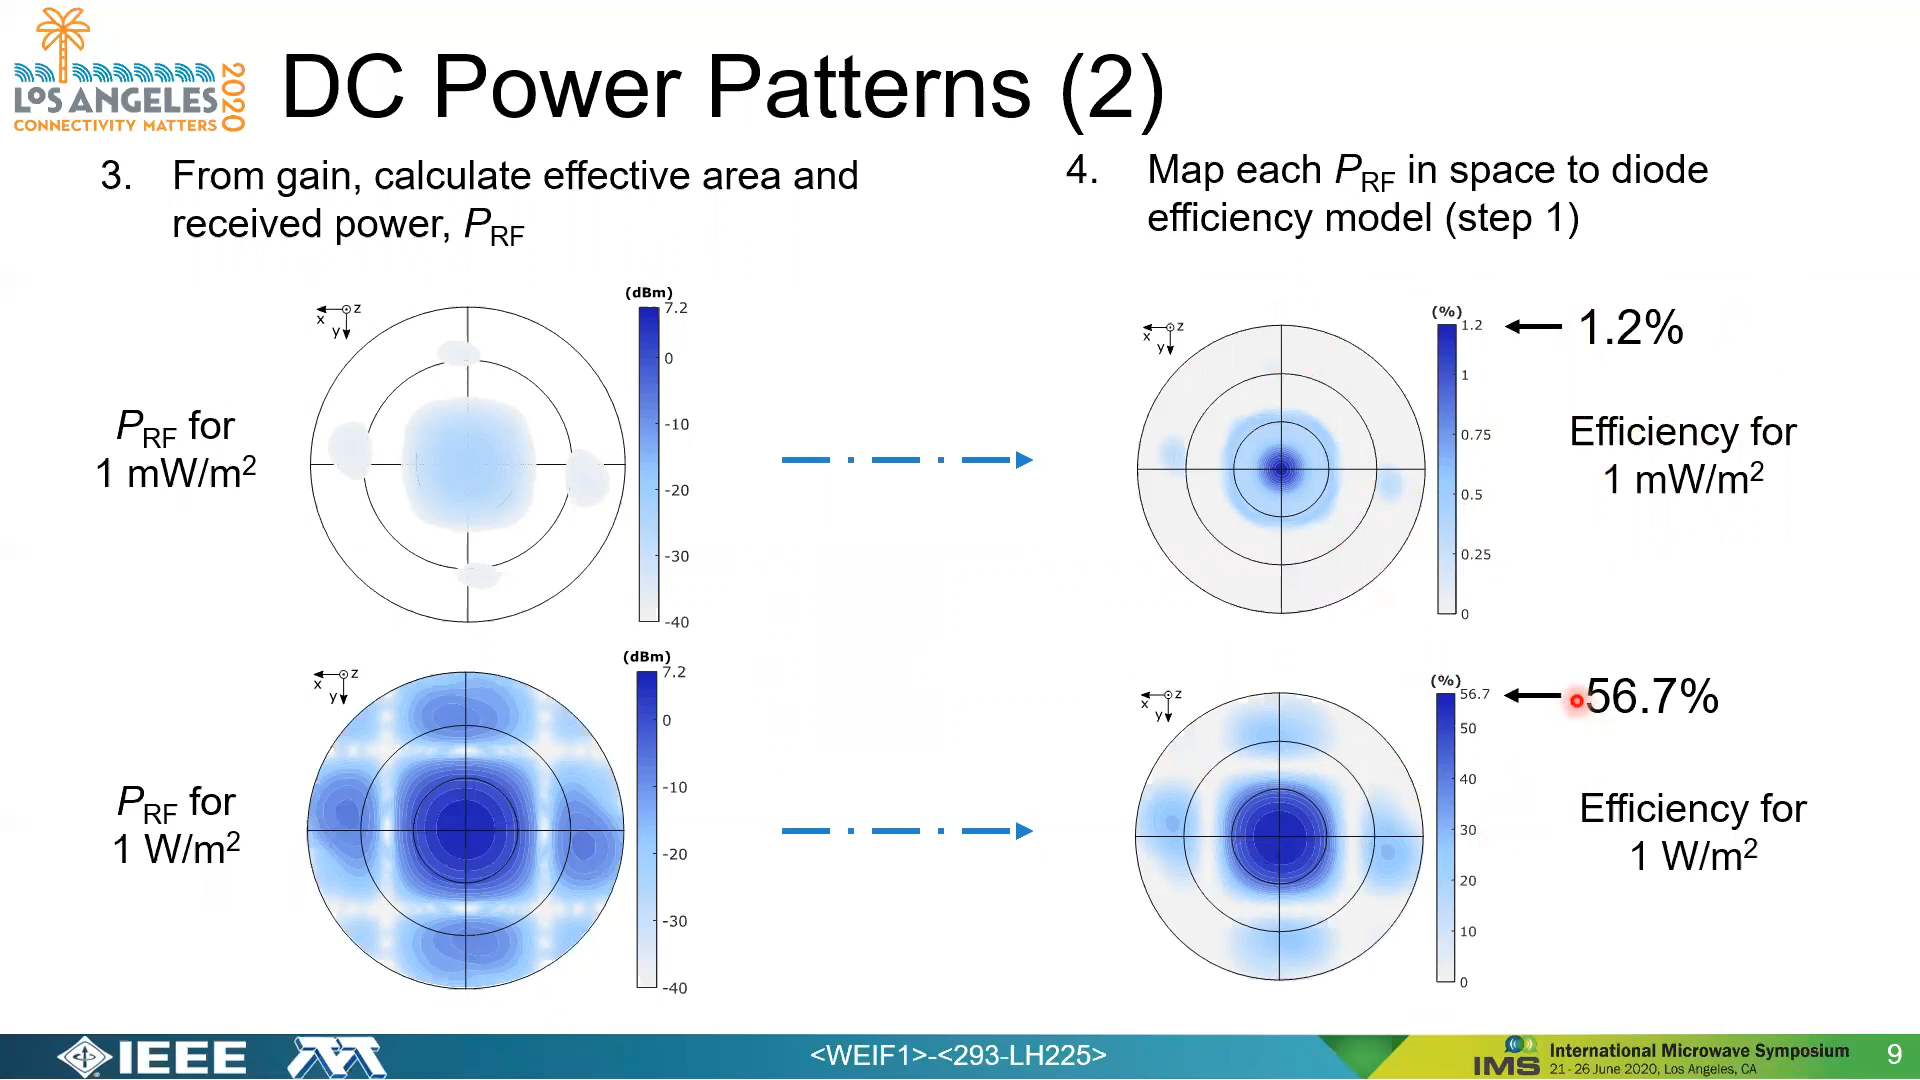 LOS ANGELES
2020
CONNECTIVITY MATTERS
DC Power Patterns (2)
3. From gain, calculate effective area and
received power, PRF
4. Map each PRF in space to diode
efficiency model (step 1)
PRF for
1 mW/m2
x
y
z
(dBm)
7.2
0
-10
-20
-30
-40
x
y
z
(%)
1.2
1
0.75
0.5
0.25
0
1.2%
Efficiency for
1 mW/m2
PRF for
1 W/m2
x
y
z
(dBm)
7.2
0
-10
-20
-30
-40
x
y
z
(%)
56.7
50
40
30
20
10
0
56.7%
Efficiency for
1 W/m2
IEEE
<WEIF1>-<293-LH225>
IMS
International Microwave Symposium
21-26 June 2020, Los Angeles, CA
9